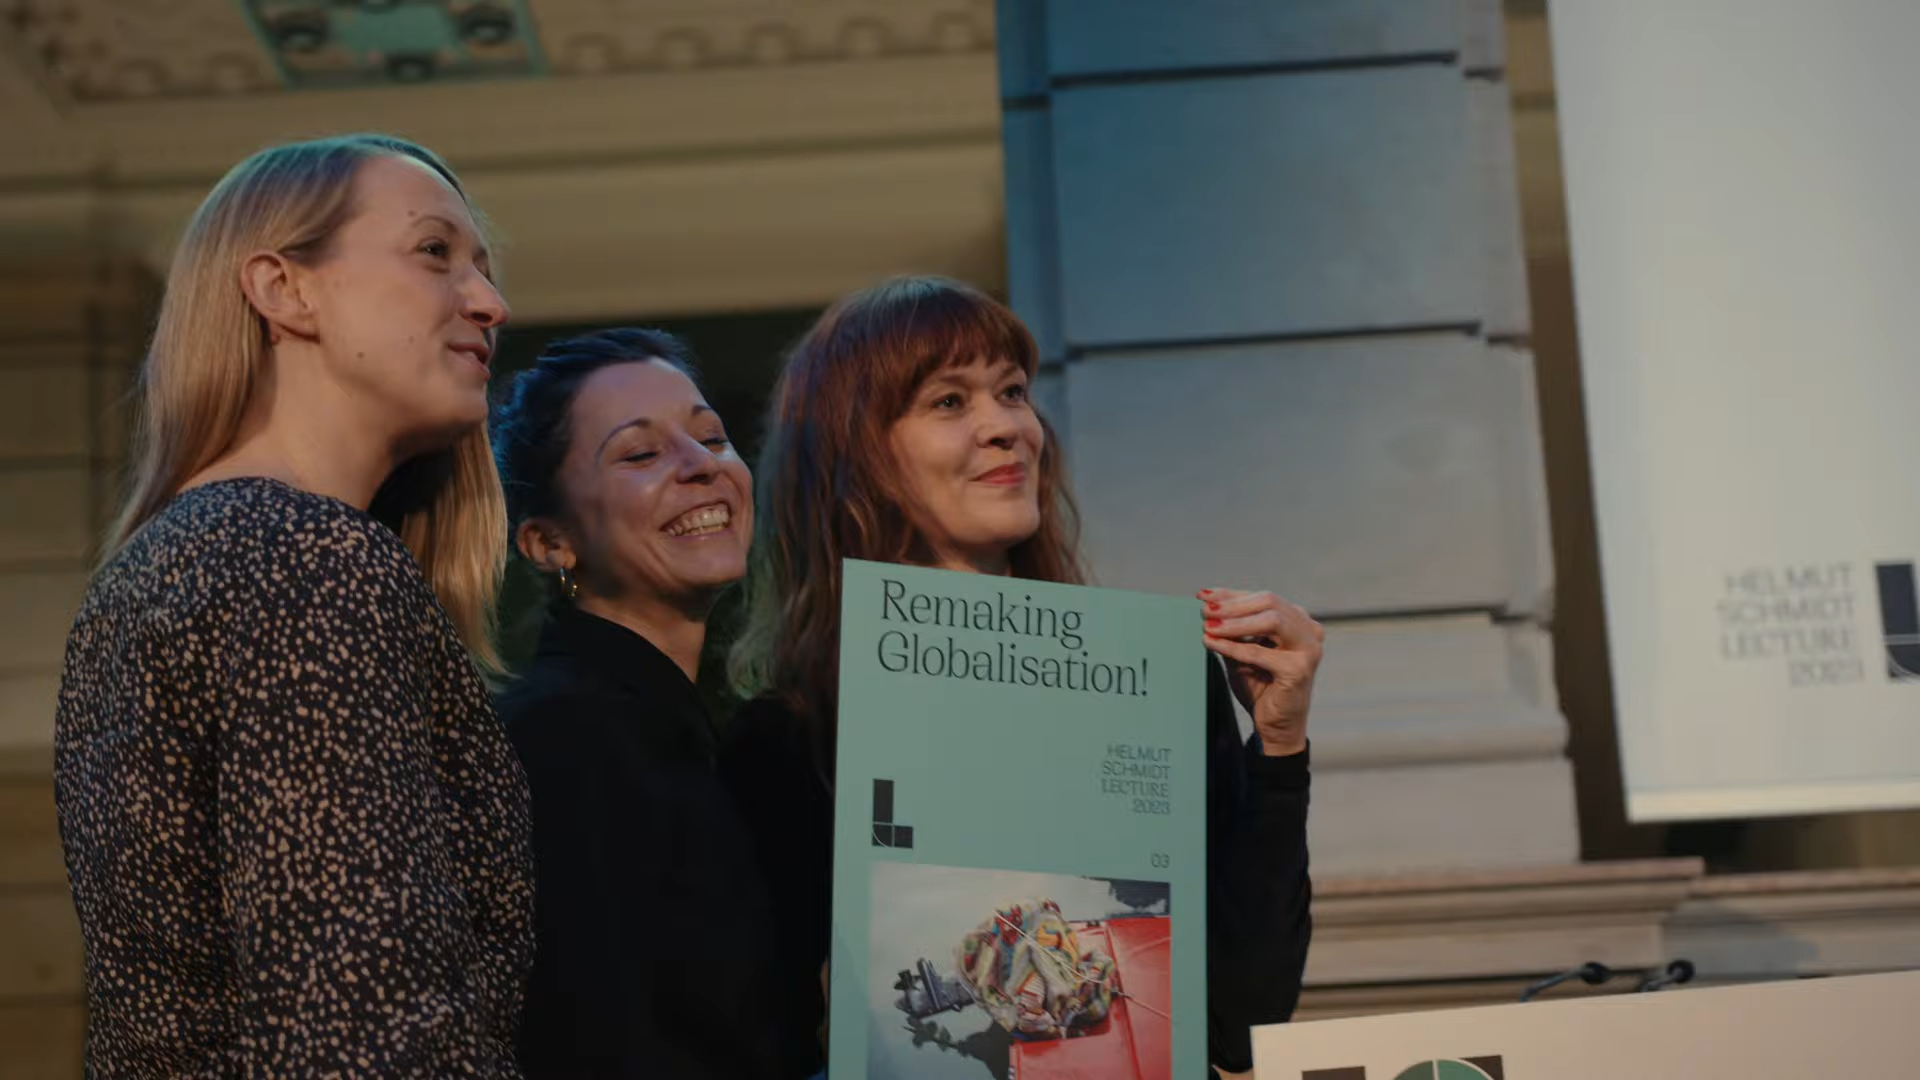 Remaking
Globalisation!
HELMUT
SCHMIDT
LECTURE
2023
03
HELMUT
SCHMIDT
LECTURE
2023